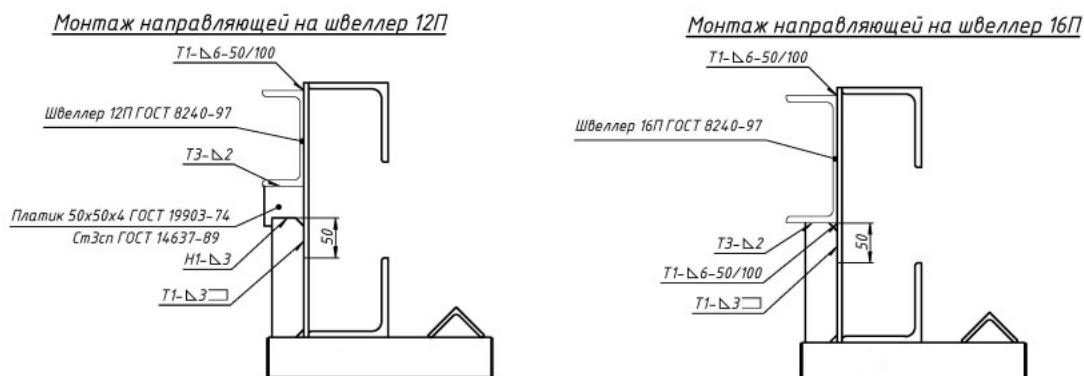 Монтаж направляющей на швеллер 12П
Т1-⊿6-50/100
Швеллер 12П ГОСТ 8240-97
Т3-⊿2
Платик 50х50х4 ГОСТ 19903-74
Ст3сп ГОСТ 14637-89
Н1-⊿3
Т1-⊿3⊐
50
Монтаж направляющей на швеллер 16П
Т1-⊿6-50/100
Швеллер 16П ГОСТ 8240-97
Т3-⊿2
Т1-⊿6-50/100
Т1-⊿3⊐
50